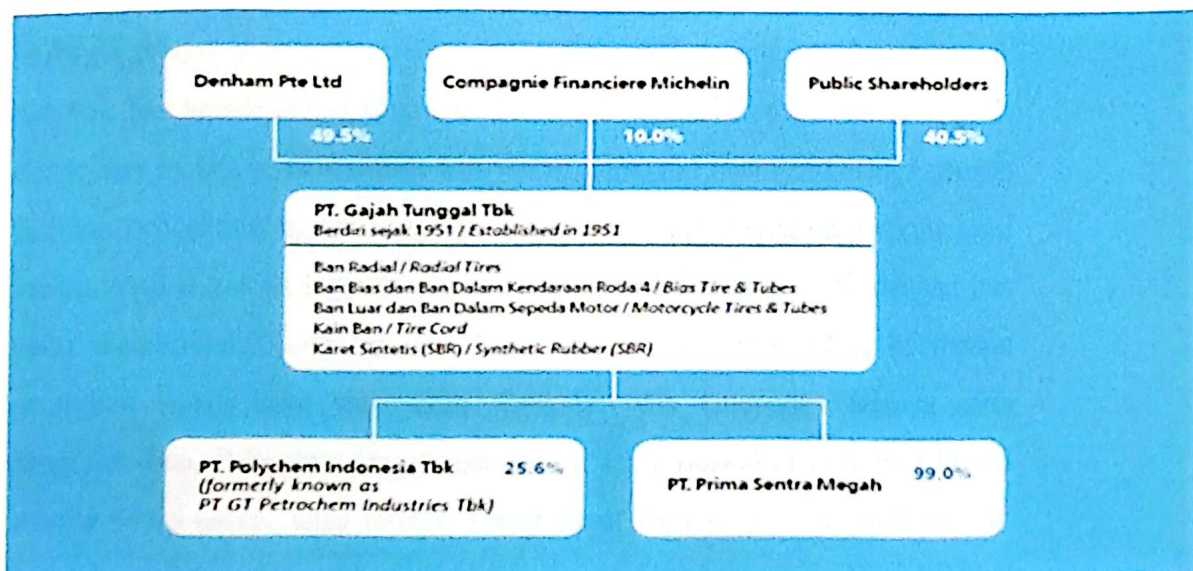 Denham Pte Ltd
Compagnie Financiere Michelin
Public Shareholders
49.5%
10.0%
40.5%
PT. Gajah Tunggal Tbk
Berdiri sejak 1951 / Established in 1951
Ban Radial / Radial Tires
Ban Bias dan Ban Dalam Kendaraan Roda 4 / Bias Tire & Tubes
Ban Luar dan Ban Dalam Sepeda Motor / Motorcycle Tires & Tubes
Kain Ban / Tire Cord
Karet Sintetis (SBR) / Synthetic Rubber (SBR)
PT. Polychem Indonesia Tbk 25.6%
(formerly known as
PT GT Petrochem Industries Tbk)
PT. Prima Sentra Megah 99.0%